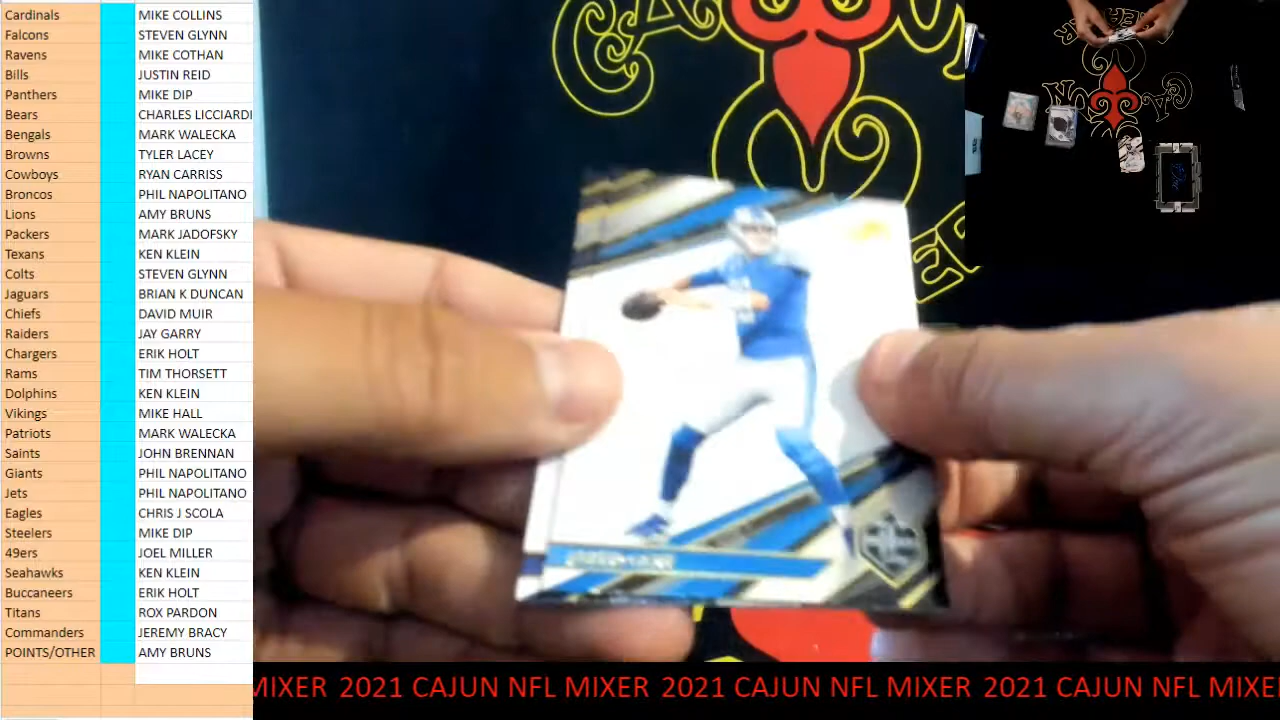 Cardinals MIKE COLLINS
Falcons STEVEN GLYNN
Ravens MIKE COTHAN
Bills JUSTIN REID
Panthers MIKE DIP
Bears CHARLES LICCIARDI
Bengals MARK WALECKA
Browns TYLER LACEY
Cowboys RYAN CARRISS
Broncos PHIL NAPOLITANO
Lions AMY BRUNS
Packers MARK JADOFSKY
Texans KEN KLEIN
Colts STEVEN GLYNN
Jaguars BRIAN K DUNCAN
Chiefs DAVID MUIR
Raiders JAY GARRY
Chargers ERIK HOLT
Rams TIM THORSETT
Dolphins KEN KLEIN
Vikings MIKE HALL
Patriots MARK WALECKA
Saints JOHN BRENNAN
Giants PHIL NAPOLITANO
Jets PHIL NAPOLITANO
Eagles CHRIS J SCOLA
Steelers MIKE DIP
49ers JOEL MILLER
Seahawks KEN KLEIN
Buccaneers ERIK HOLT
Titans ROX PARDON
Commanders JEREMY BRACY
POINTS/OTHER AMY BRUNS
MIXER 2021 CAJUN NFL MIXER 2021 CAJUN NFL MIXER 2021 CAJUN NFL MIXE